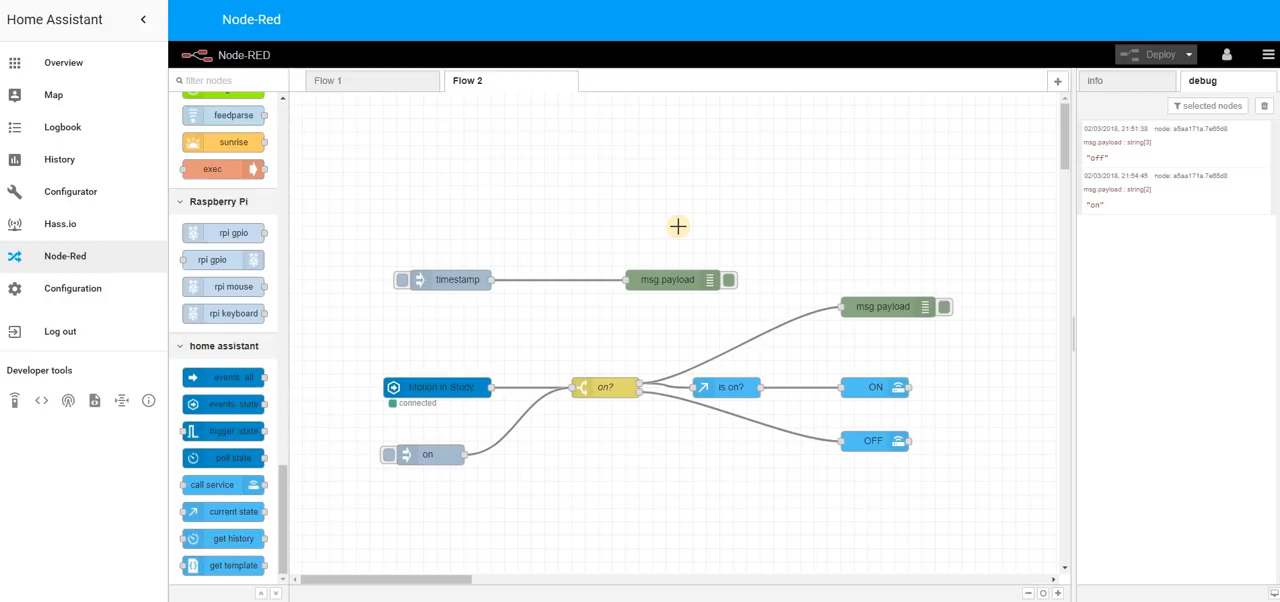 Home Assistant
Node-Red
Overview
Map
Logbook
History
Configurator
Hass.io
Node-Red
Configuration
Log out
Developer tools
Node-RED
Deploy
filter nodes
feedparse
sunrise
exec
Raspberry Pi
rpi gpio
rpi gpio
rpi mouse
rpi keyboard
home assistant
events: all
events: state
trigger: state
poll state
call service
current state
get history
get template
Flow 1
Flow 2
timestamp
msg.payload
msg.payload
Motion in Study
connected
on?
is on?
ON
OFF
on
info
debug
selected nodes
02/03/2018, 21:51:38 node: a5aa171a.7e65d8
msg.payload : string[3]
"off"
02/03/2018, 21:54:45 node: a5aa171a.7e65d8
msg.payload : string[2]
"on"